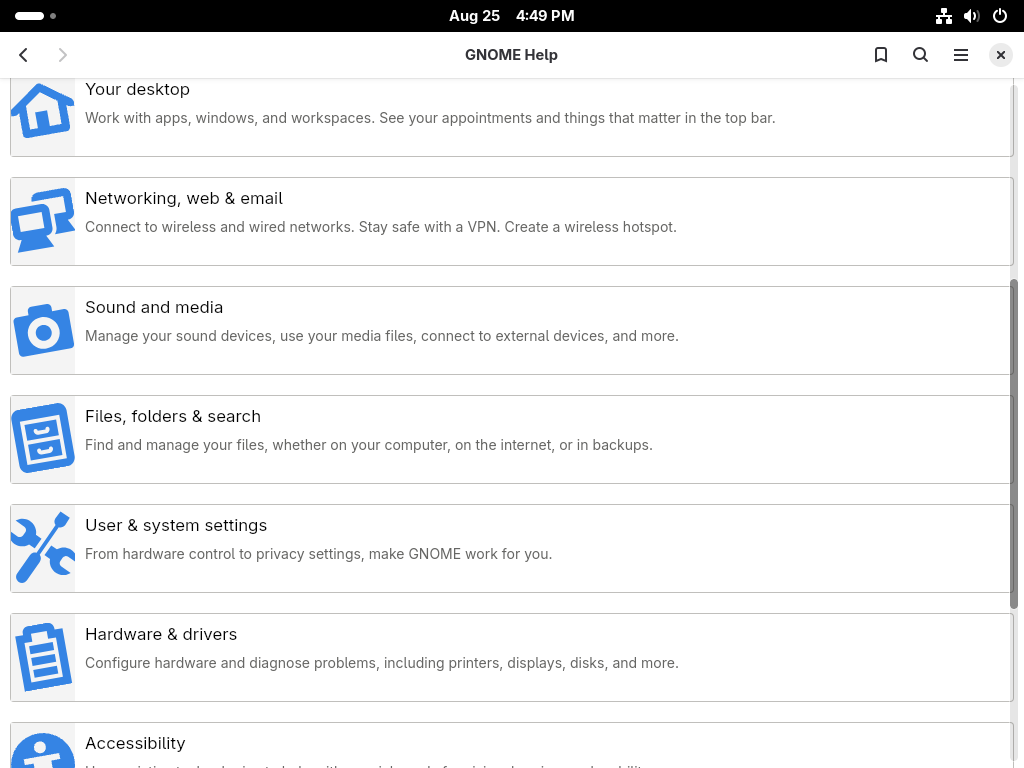 Aug 25 4:49 PM
GNOME Help
Your desktop
Work with apps, windows, and workspaces. See your appointments and things that matter in the top bar.
Networking, web & email
Connect to wireless and wired networks. Stay safe with a VPN. Create a wireless hotspot.
Sound and media
Manage your sound devices, use your media files, connect to external devices, and more.
Files, folders & search
Find and manage your files, whether on your computer, on the internet, or in backups.
User & system settings
From hardware control to privacy settings, make GNOME work for you.
Hardware & drivers
Configure hardware and diagnose problems, including printers, displays, disks, and more.
Accessibility